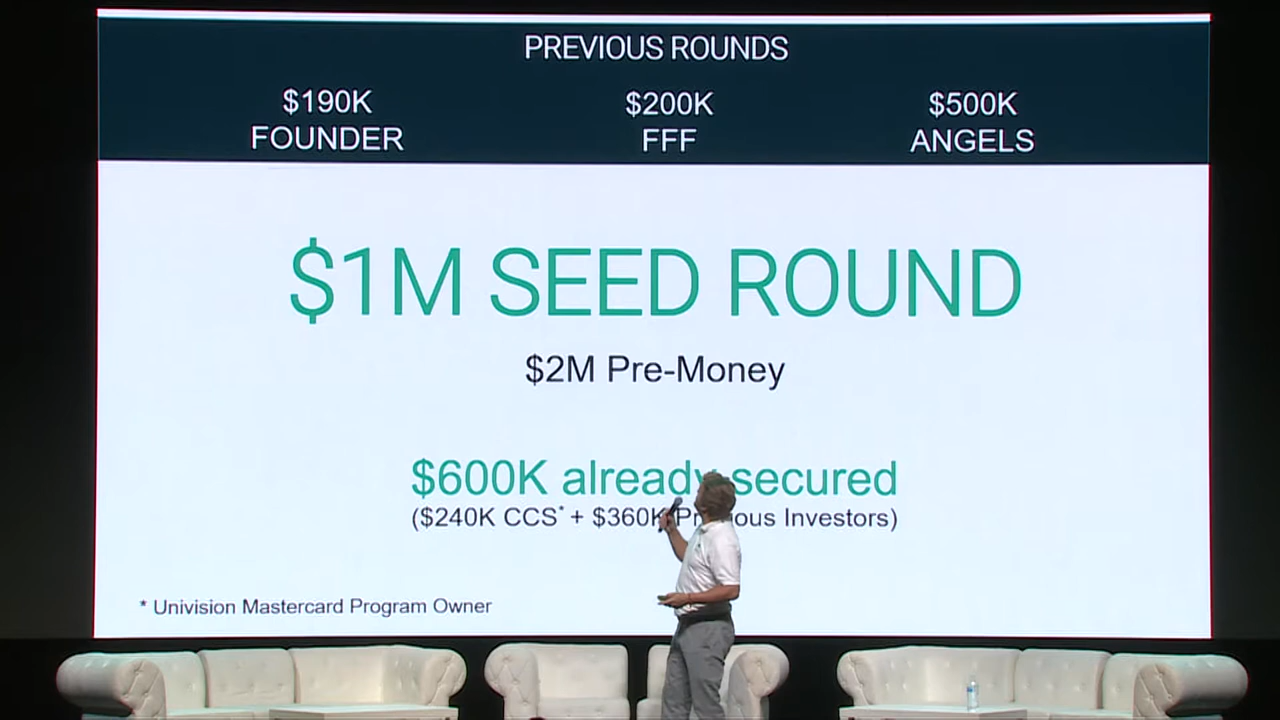 PREVIOUS ROUNDS
$190K
FOUNDER
$200K
FFF
$500K
ANGELS
$1M SEED ROUND
$2M Pre-Money
$600K already secured
($240K CCS* + $360K Previous Investors)
* Univision Mastercard Program Owner